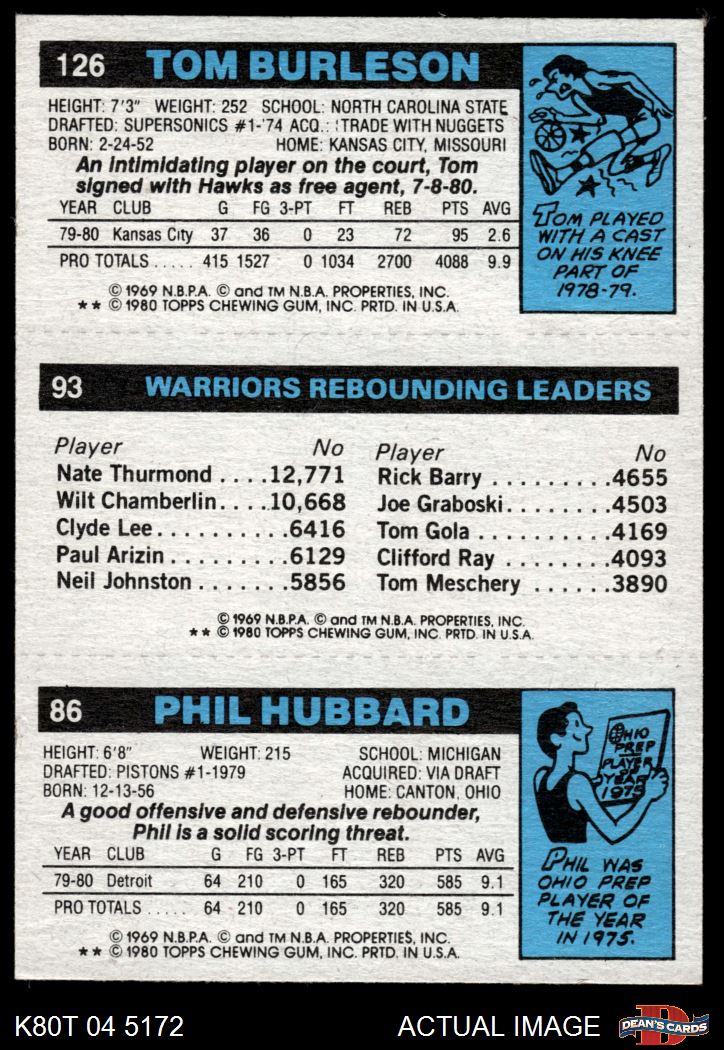 126 TOM BURLESON
HEIGHT: 7'3" WEIGHT: 252 SCHOOL: NORTH CAROLINA STATE
DRAFTED: SUPERSONICS #1-'74 ACQ.: TRADE WITH NUGGETS
BORN: 2-24-52 HOME: KANSAS CITY, MISSOURI
An intimidating player on the court, Tom
signed with Hawks as free agent, 7-8-80.
YEAR CLUB G FG 3-PT FT REB PTS AVG
79-80 Kansas City 37 36 0 23 72 95 2.6
PRO TOTALS ..... 415 1527 0 1034 2700 4088 9.9
© 1969 N.B.P.A. © and TM N.B.A. PROPERTIES, INC.
** © 1980 TOPPS CHEWING GUM, INC. PRTD. IN U.S.A.
TOM PLAYED
WITH A CAST
ON HIS KNEE
PART OF
1978-79.
93 WARRIORS REBOUNDING LEADERS
Player No Player No
Nate Thurmond ....12,771 Rick Barry .........4655
Wilt Chamberlin....10,668 Joe Graboski.......4503
Clyde Lee..........6416 Tom Gola ..........4169
Paul Arizin .........6129 Clifford Ray ........4093
Neil Johnston .......5856 Tom Meschery ......3890
© 1969 N.B.P.A. © and TM N.B.A. PROPERTIES, INC.
** © 1980 TOPPS CHEWING GUM, INC. PRTD. IN U.S.A.
86 PHIL HUBBARD
HEIGHT: 6'8" WEIGHT: 215 SCHOOL: MICHIGAN
DRAFTED: PISTONS #1-1979 ACQUIRED: VIA DRAFT
BORN: 12-13-56 HOME: CANTON, OHIO
A good offensive and defensive rebounder,
Phil is a solid scoring threat.
YEAR CLUB G FG 3-PT FT REB PTS AVG
79-80 Detroit 64 210 0 165 320 585 9.1
PRO TOTALS ..... 64 210 0 165 320 585 9.1
© 1969 N.B.P.A. © and TM N.B.A. PROPERTIES, INC.
** © 1980 TOPPS CHEWING GUM, INC. PRTD. IN U.S.A.
OHIO
PREP
PLAYER
OF
YEAR
1975
PHIL WAS
OHIO PREP
PLAYER OF
THE YEAR
IN 1975.
K80T 04 5172 ACTUAL IMAGE
D
DEAN'S CARDS